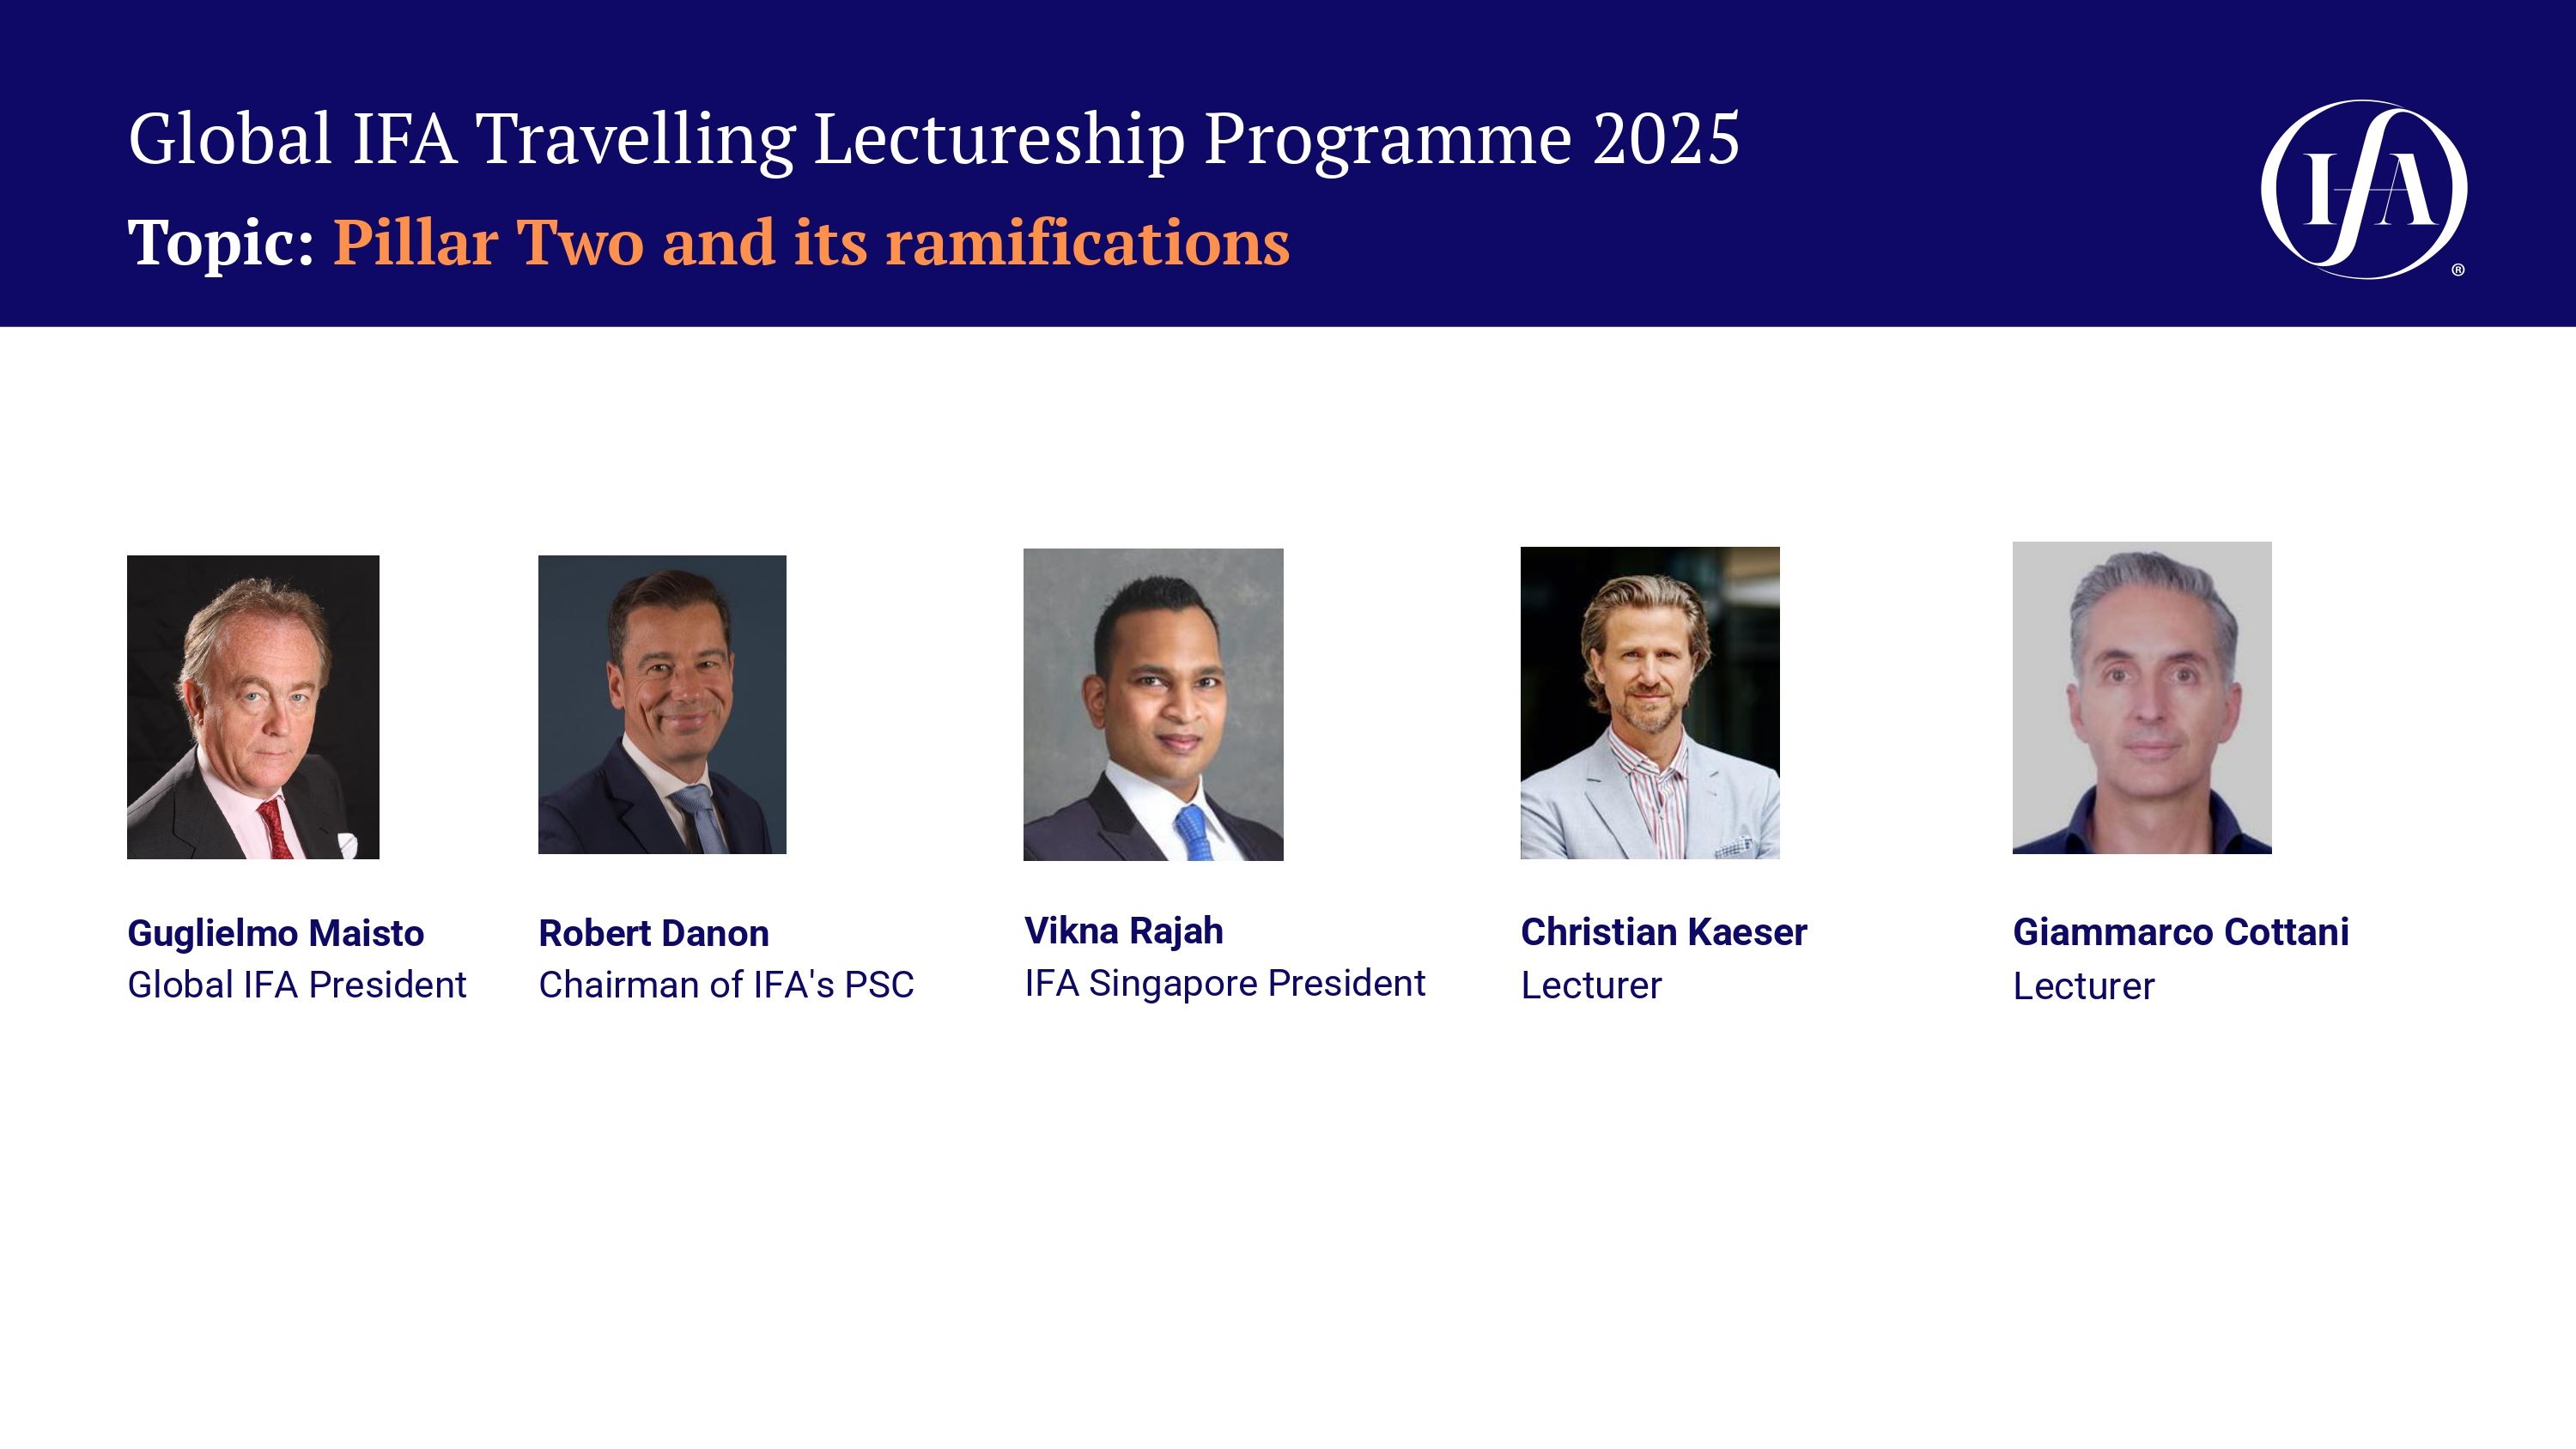 Global IFA Travelling Lectureship Programme 2025
Topic: Pillar Two and its ramifications
IFA
®
Guglielmo Maisto
Global IFA President
Robert Danon
Chairman of IFA's PSC
Vikna Rajah
IFA Singapore President
Christian Kaeser
Lecturer
Giammarco Cottani
Lecturer